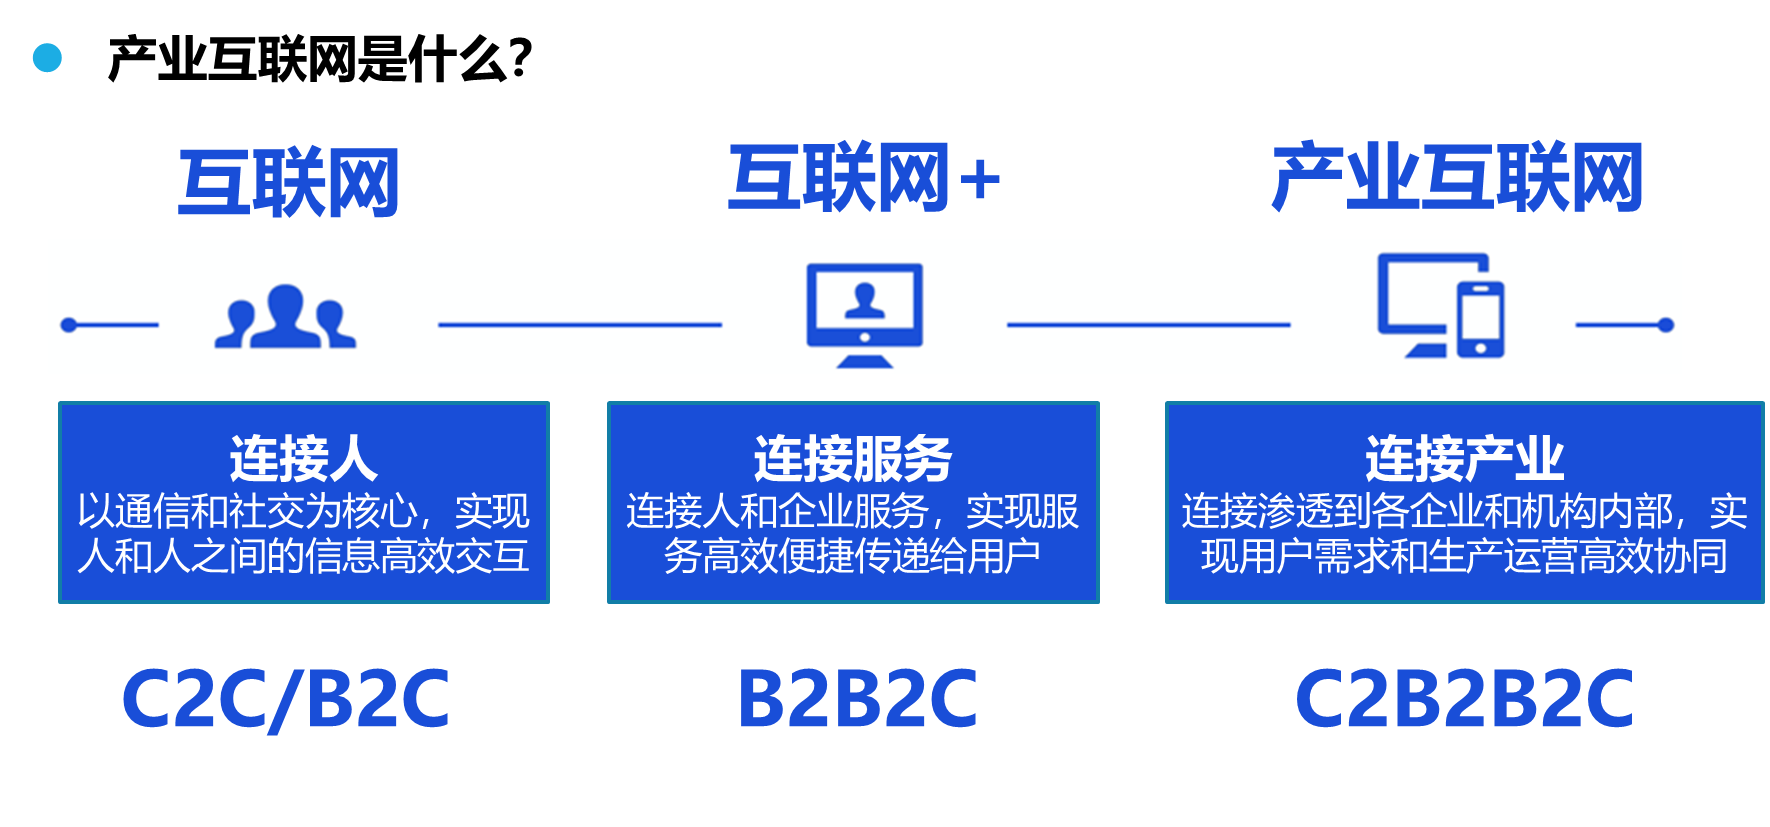 产业互联网是什么？
互联网
互联网+
产业互联网
连接人
以通信和社交为核心，实现
人和人之间的信息高效交互
连接服务
连接人和企业服务，实现服
务高效便捷传递给用户
连接产业
连接渗透到各企业和机构内部，实
现用户需求和生产运营高效协同
C2C/B2C
B2B2C
C2B2B2C